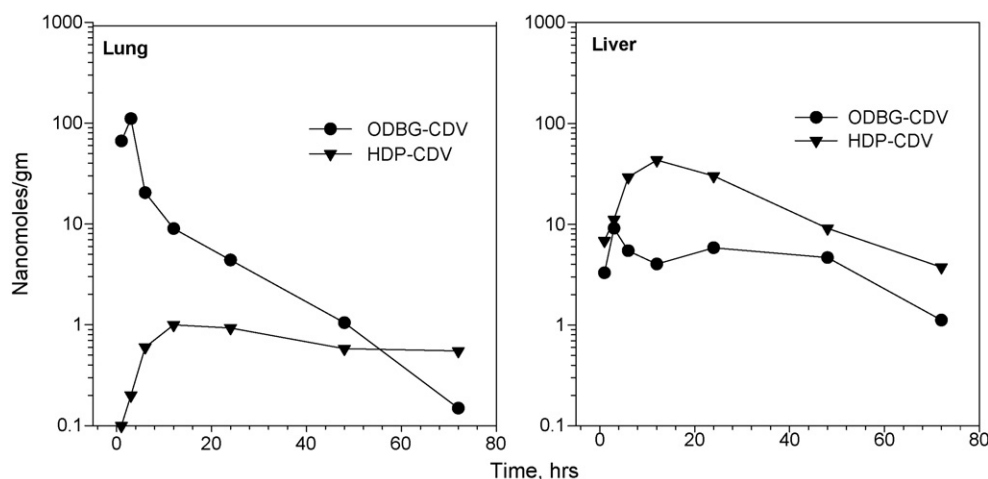 Nanomoles/gm
1000
100
10
1
0.1
Lung
ODBG-CDV
HDP-CDV
0 20 40 60 80
1000
100
10
1
0.1
Liver
ODBG-CDV
HDP-CDV
0 20 40 60 80
Time, hrs